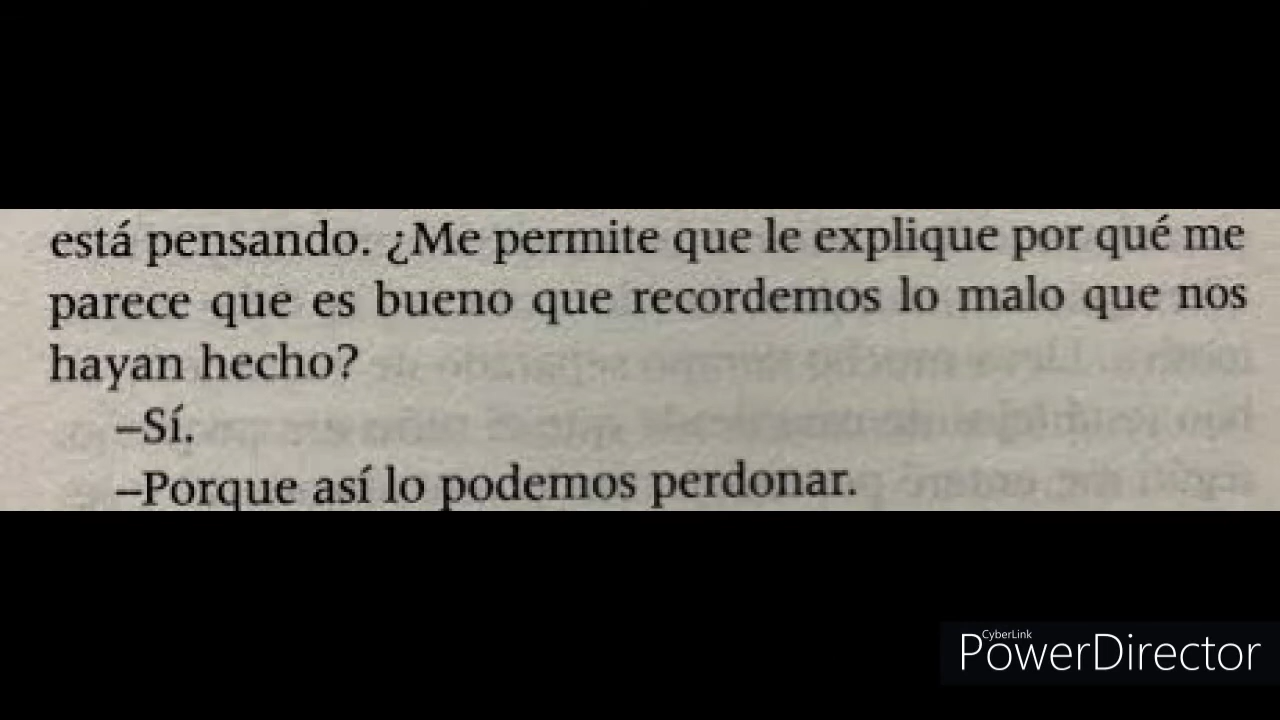 está pensando. ¿Me permite que le explique por qué me
parece que es bueno que recordemos lo malo que nos
hayan hecho?
–Sí.
–Porque así lo podemos perdonar.
CyberLink
PowerDirector